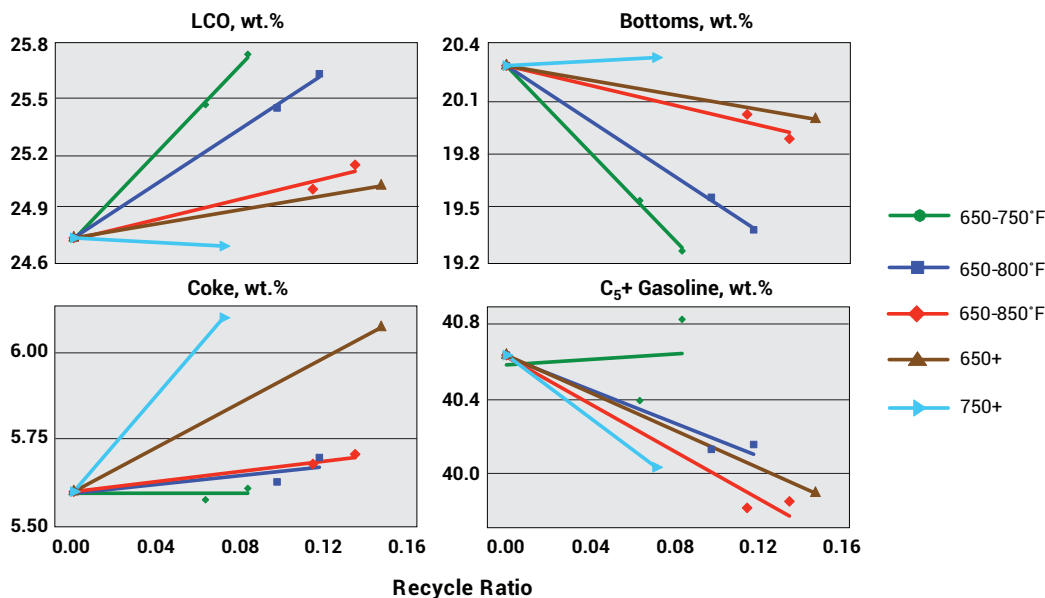 LCO, wt.%
25.8
25.5
25.2
24.9
24.6
Bottoms, wt.%
20.4
20.1
19.8
19.5
19.2
Coke, wt.%
6.00
5.75
5.50
0.00 0.04 0.08 0.12 0.16
C₅+ Gasoline, wt.%
40.8
40.4
40.0
0.00 0.04 0.08 0.12 0.16
Recycle Ratio
650-750˚F
650-800˚F
650-850˚F
650+
750+